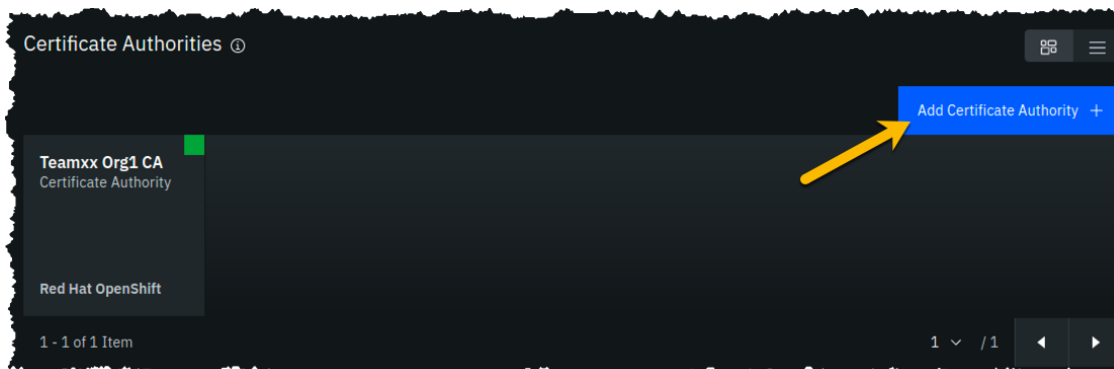 Certificate Authorities
Add Certificate Authority +
Teamxx Org1 CA
Certificate Authority
Red Hat OpenShift
1 - 1 of 1 Item
1 / 1